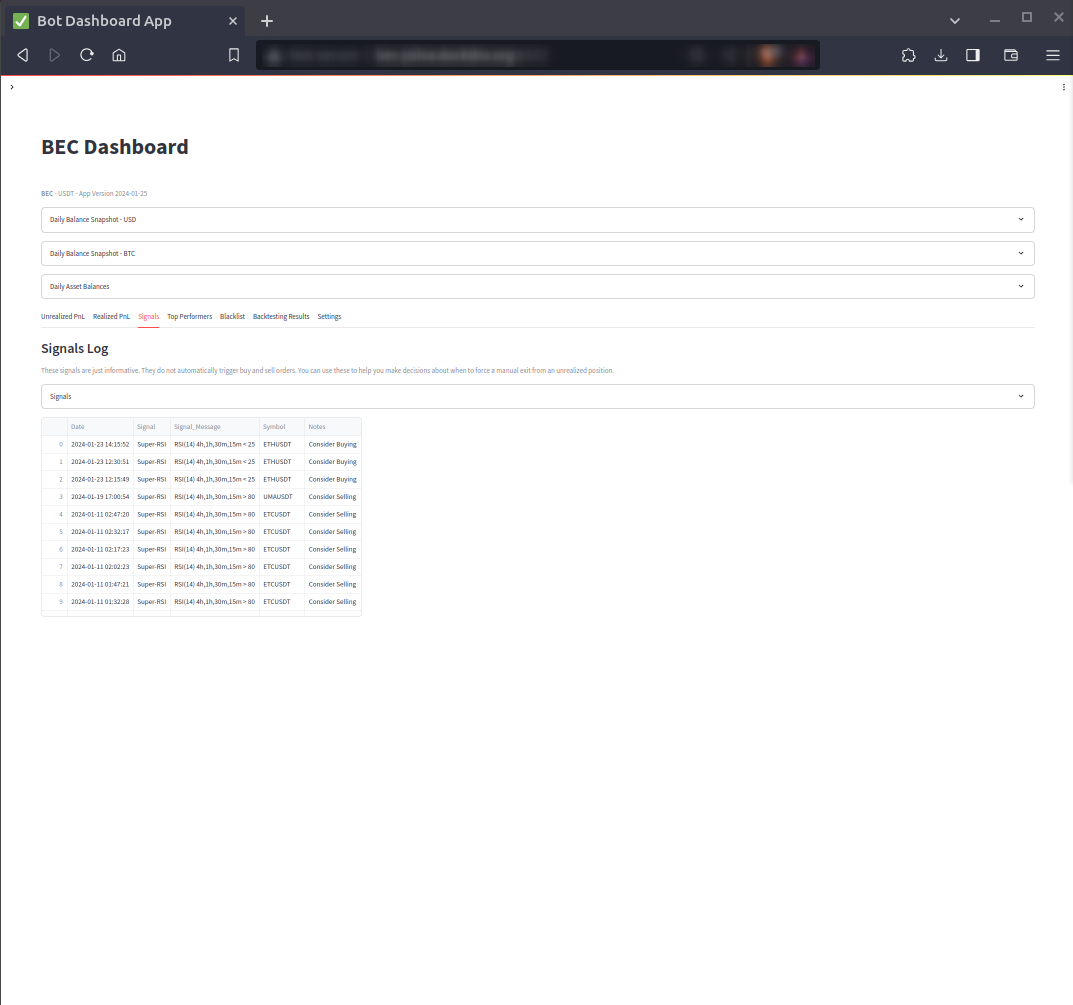 Bot Dashboard App
BEC Dashboard
BEC - USDT - App Version 2024-01-25
Daily Balance Snapshot - USD
Daily Balance Snapshot - BTC
Daily Asset Balances
Unrealized PnL Realized PnL Signals Top Performers Blacklist Backtesting Results Settings
Signals Log
These signals are just informative. They do not automatically trigger buy and sell orders. You can use these to help you make decisions about when to force a manual exit from an unrealized position.
Signals
Date Signal Signal_Message Symbol Notes
0 2024-01-23 14:15:52 Super-RSI RSI(14) 4h,1h,30m,15m < 25 ETHUSDT Consider Buying
1 2024-01-23 12:30:51 Super-RSI RSI(14) 4h,1h,30m,15m < 25 ETHUSDT Consider Buying
2 2024-01-23 12:15:49 Super-RSI RSI(14) 4h,1h,30m,15m < 25 ETHUSDT Consider Buying
3 2024-01-19 17:00:54 Super-RSI RSI(14) 4h,1h,30m,15m > 80 UMAUSDT Consider Selling
4 2024-01-11 02:47:20 Super-RSI RSI(14) 4h,1h,30m,15m > 80 ETCUSDT Consider Selling
5 2024-01-11 02:32:17 Super-RSI RSI(14) 4h,1h,30m,15m > 80 ETCUSDT Consider Selling
6 2024-01-11 02:17:23 Super-RSI RSI(14) 4h,1h,30m,15m > 80 ETCUSDT Consider Selling
7 2024-01-11 02:02:23 Super-RSI RSI(14) 4h,1h,30m,15m > 80 ETCUSDT Consider Selling
8 2024-01-11 01:47:21 Super-RSI RSI(14) 4h,1h,30m,15m > 80 ETCUSDT Consider Selling
9 2024-01-11 01:32:28 Super-RSI RSI(14) 4h,1h,30m,15m > 80 ETCUSDT Consider Selling